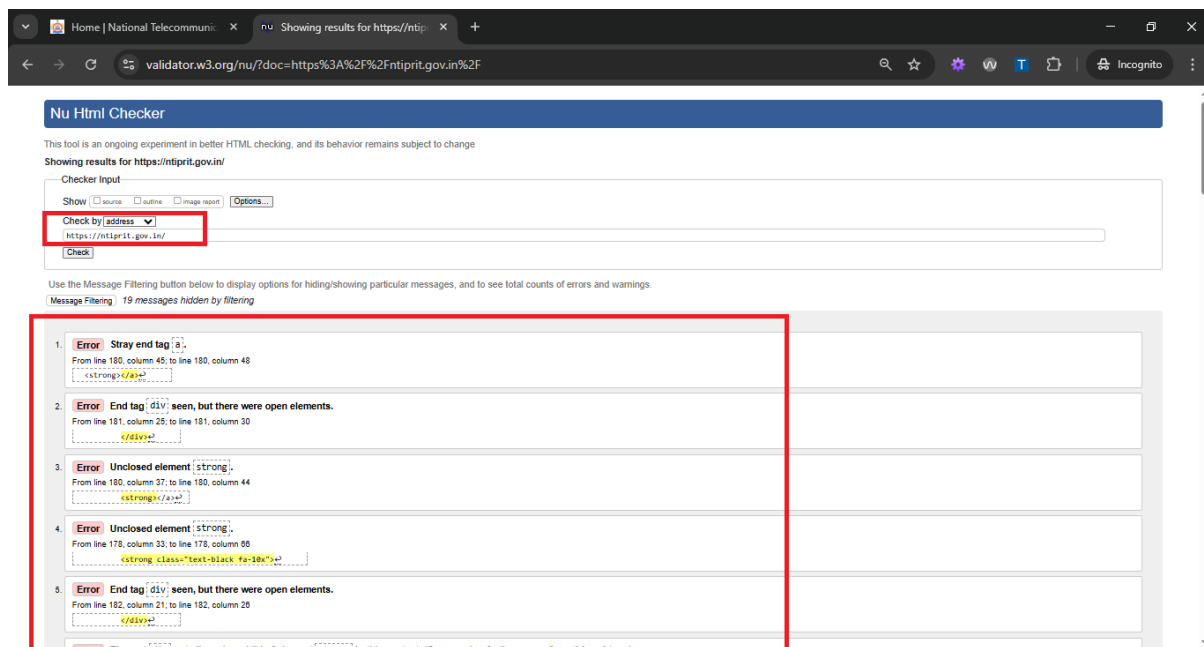 Home | National Telecommunic
nu Showing results for https://ntip
validator.w3.org/nu/?doc=https%3A%2F%2Fntiprit.gov.in%2F
T
Incognito
Nu Html Checker
This tool is an ongoing experiment in better HTML checking, and its behavior remains subject to change
Showing results for https://ntiprit.gov.in/
Checker Input
Show source outline image report Options...
Check by address
https://ntiprit.gov.in/
Check
Use the Message Filtering button below to display options for hiding/showing particular messages, and to see total counts of errors and warnings.
Message Filtering 19 messages hidden by filtering
1. Error Stray end tag a.
From line 180, column 45; to line 180, column 48
<strong></a>↩
2. Error End tag div seen, but there were open elements.
From line 181, column 25; to line 181, column 30
</div>↩
3. Error Unclosed element strong.
From line 180, column 37; to line 180, column 44
<strong></a>↩
4. Error Unclosed element strong.
From line 178, column 33; to line 178, column 66
<strong class="text-black fa-10x">↩
5. Error End tag div seen, but there were open elements.
From line 182, column 21; to line 182, column 26
</div>↩